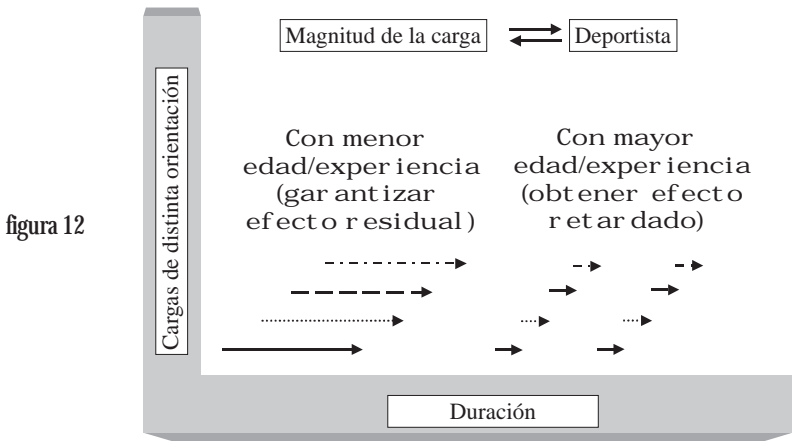 Magnitud de la carga
Deportista
Cargas de distinta orientación
Con menor
edad/experiencia
(garantizar
efecto residual)
Con mayor
edad/experiencia
(obtener efecto
retardado)
figura 12
Duración